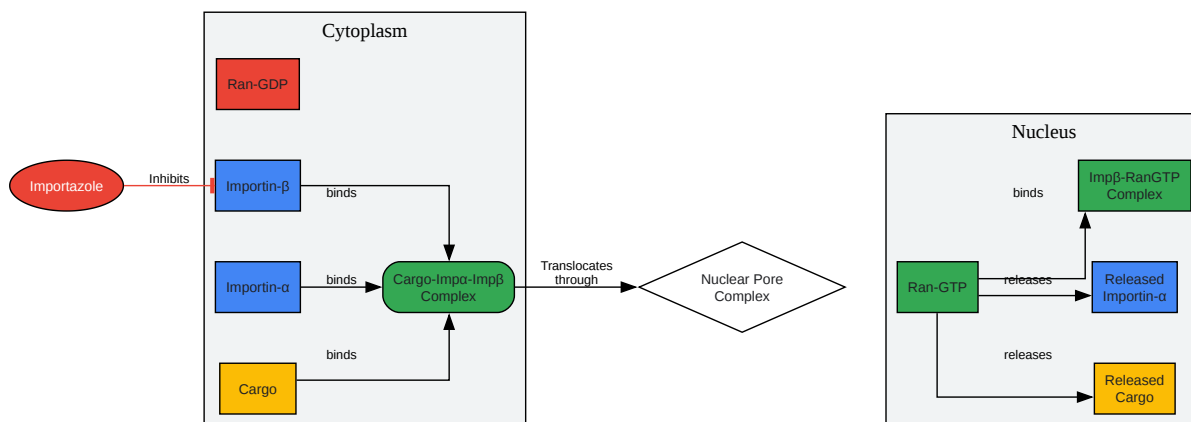 Cytoplasm
Ran-GDP
Importazole
Inhibits
Importin-β
binds
Importin-α
binds
Cargo-Impα-Impβ
Complex
Cargo
binds
Translocates
through
Nuclear Pore
Complex
Nucleus
binds
Impβ-RanGTP
Complex
Ran-GTP
releases
Released
Importin-α
releases
Released
Cargo